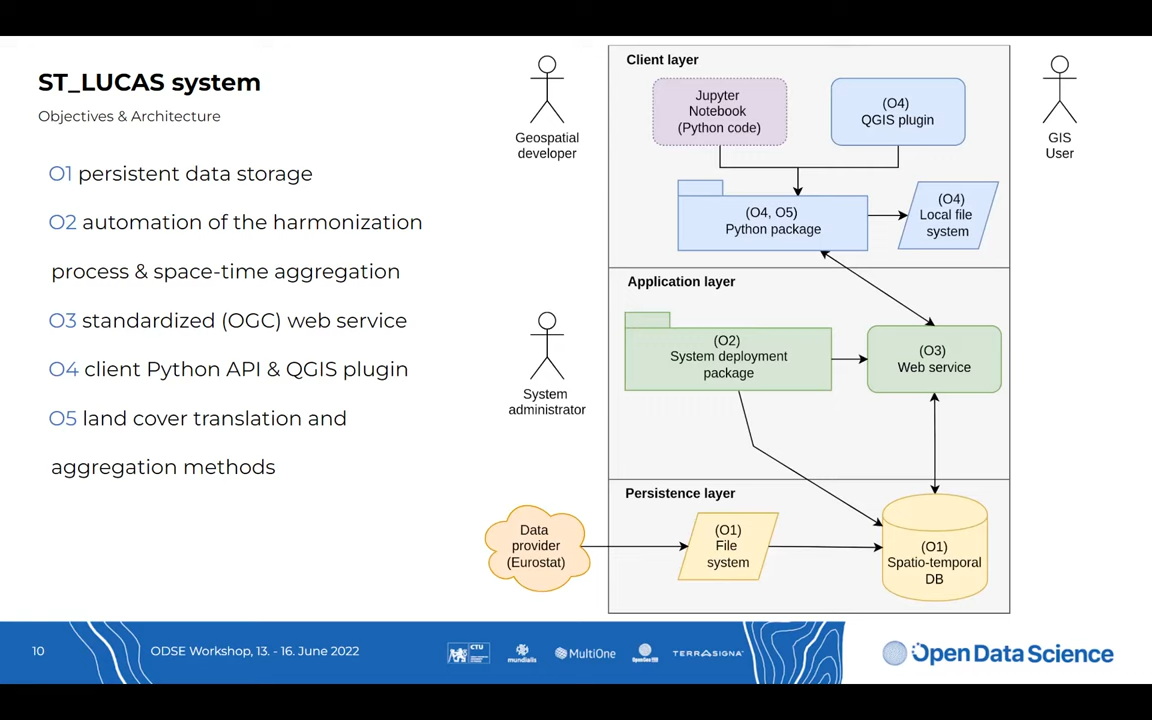 ST_LUCAS system
Objectives & Architecture
O1 persistent data storage
O2 automation of the harmonization
process & space-time aggregation
O3 standardized (OGC) web service
O4 client Python API & QGIS plugin
O5 land cover translation and
aggregation methods
Geospatial
developer
GIS
User
System
administrator
Client layer
Jupyter
Notebook
(Python code)
(O4)
QGIS plugin
(O4, O5)
Python package
(O4)
Local file
system
Application layer
(O2)
System deployment
package
(O3)
Web service
Persistence layer
Data
provider
(Eurostat)
(O1)
File
system
(O1)
Spatio-temporal
DB
10
ODSE Workshop, 13. - 16. June 2022
CTU
mundialis
MultiOne
TERRASIGNA
Open Data Science